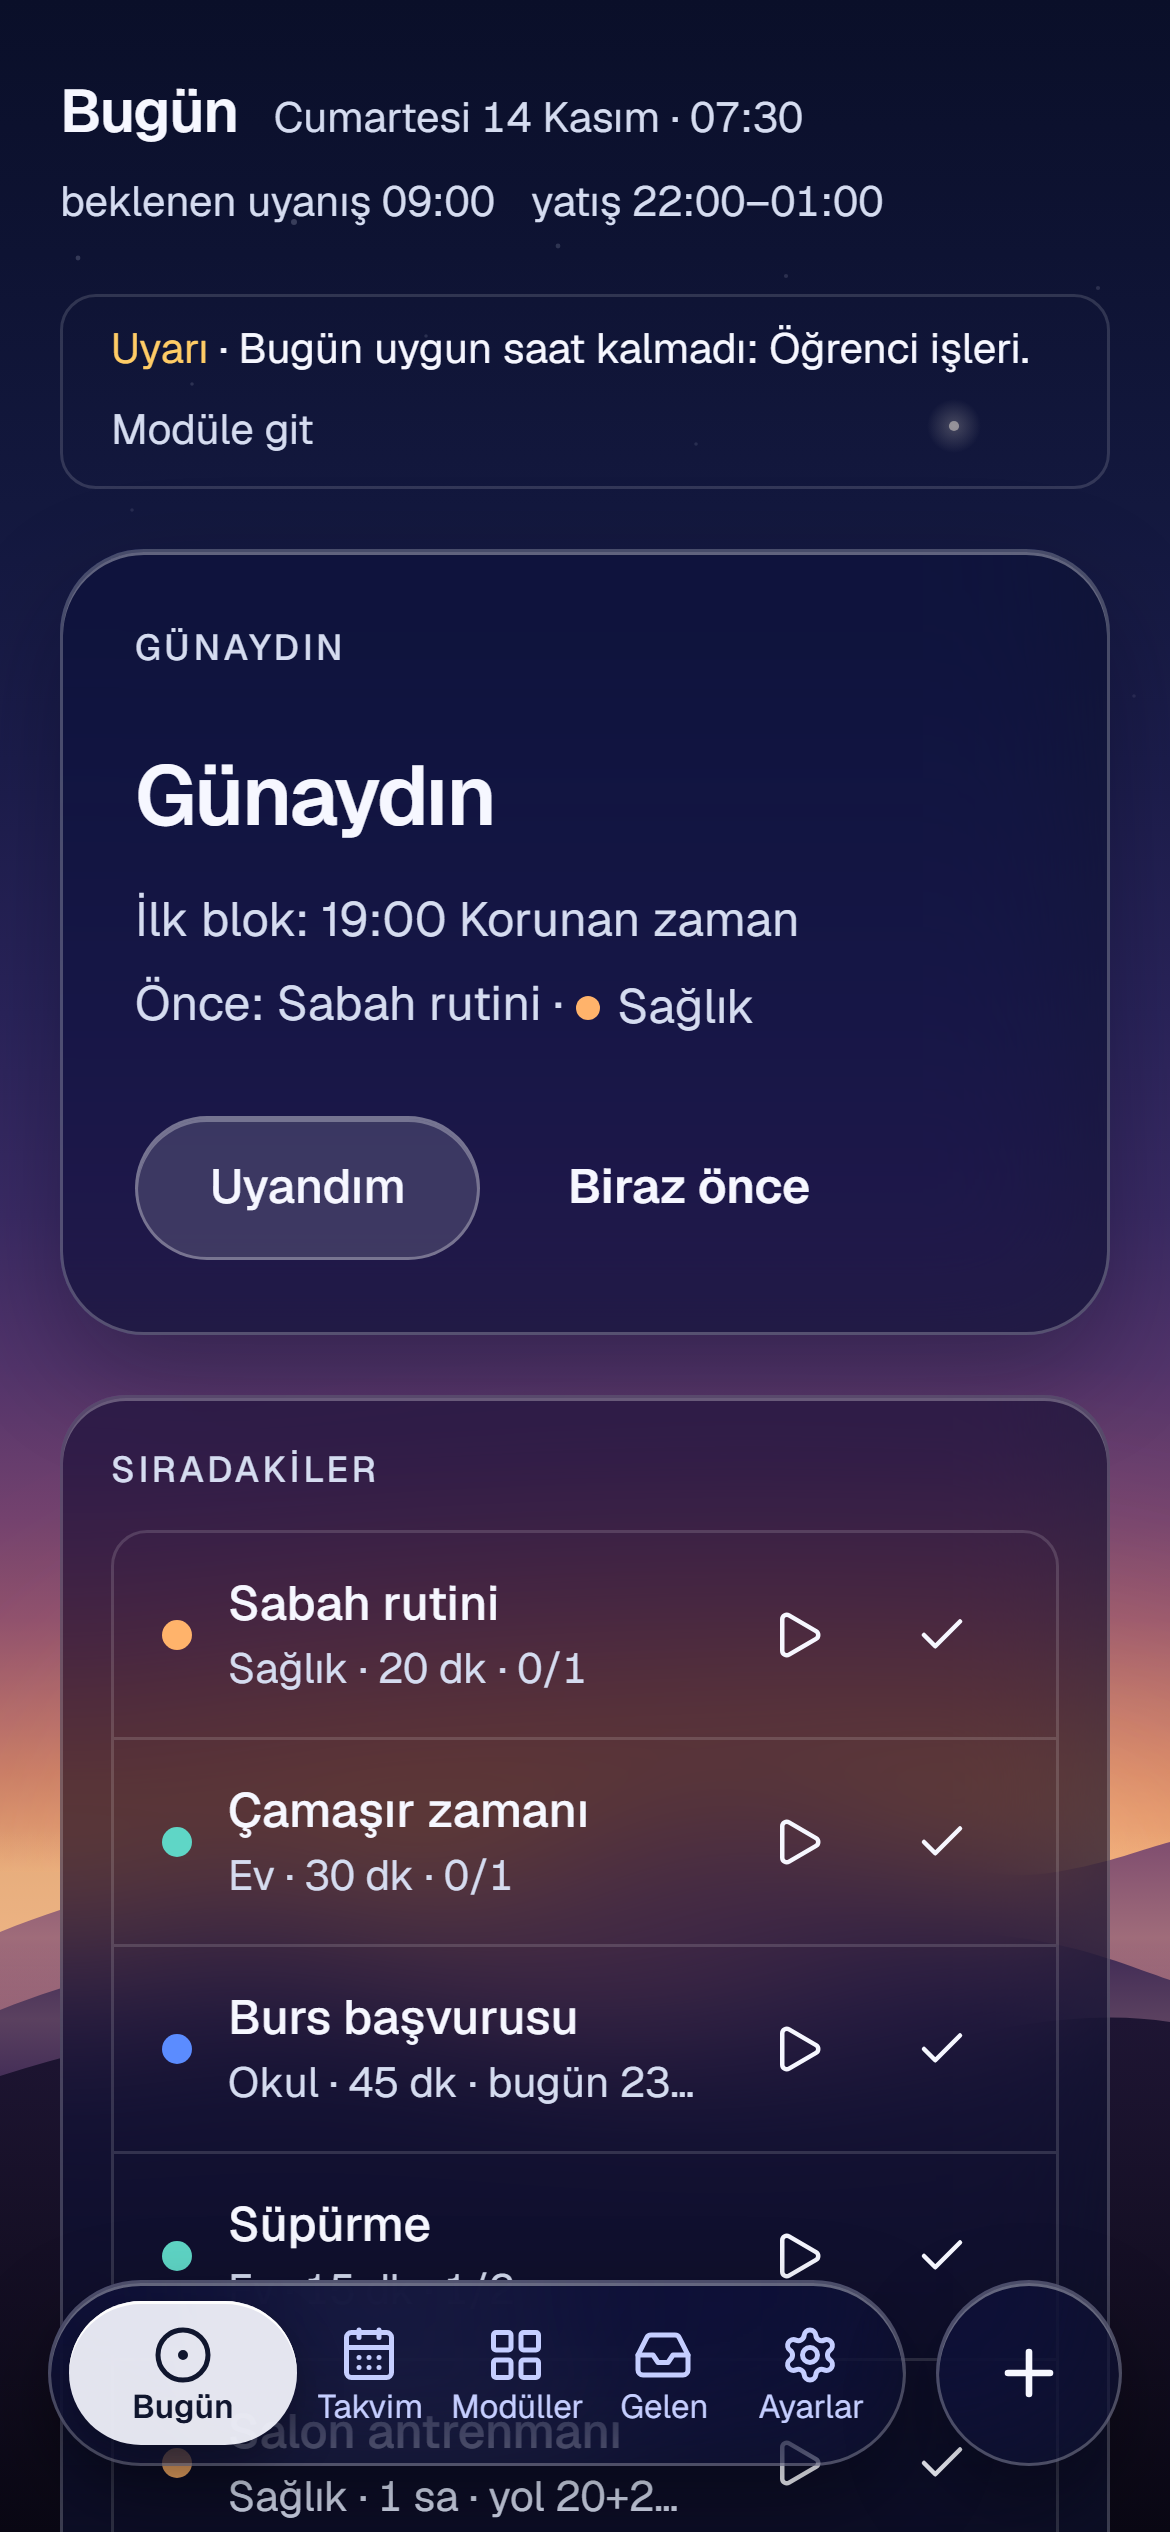 Bugün Cumartesi 14 Kasım · 07:30
beklenen uyanış 09:00 yatış 22:00–01:00
Uyarı · Bugün uygun saat kalmadı: Öğrenci işleri.
Modüle git
GÜNAYDIN
Günaydın
İlk blok: 19:00 Korunan zaman
Önce: Sabah rutini · Sağlık
Uyandım Biraz önce
SIRADAKİLER
Sabah rutini
Sağlık · 20 dk · 0/1
Çamaşır zamanı
Ev · 30 dk · 0/1
Burs başvurusu
Okul · 45 dk · bugün 23...
Süpürme
Bugün Takvim Modüller Gelen Ayarlar
Salon antrenmanı
Sağlık · 1 sa · yol 20+2...